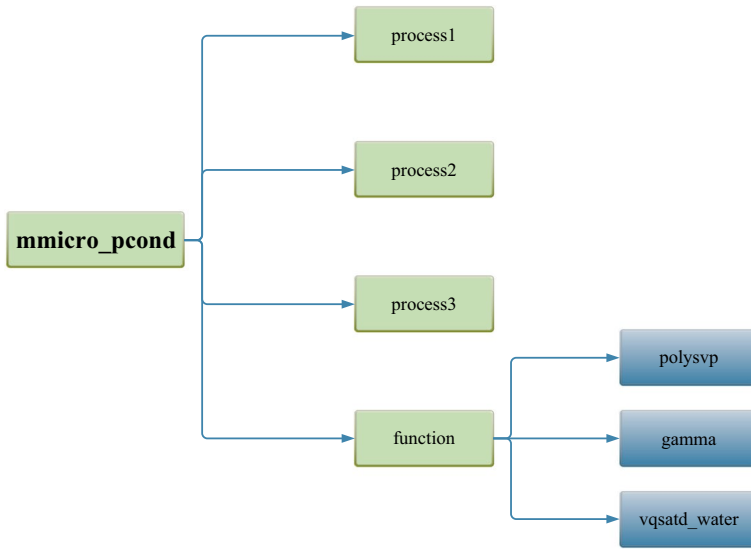 process1
process2
mmicro_pcond
process3
polysvp
function
gamma
vqsatd_water